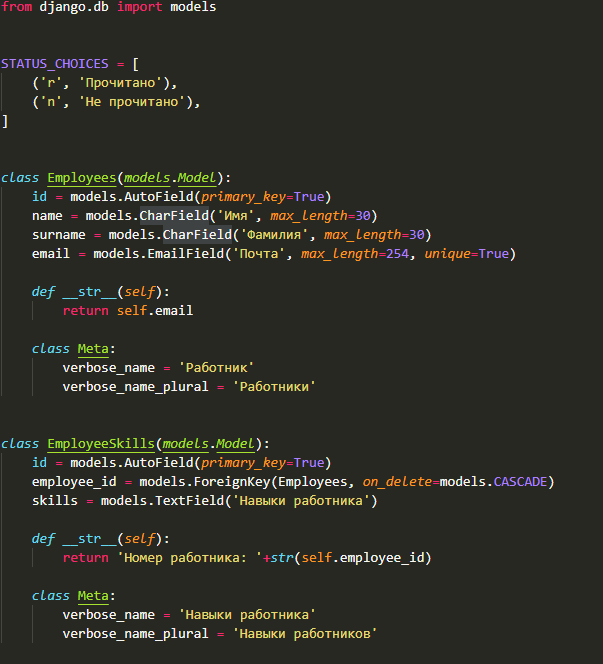 from django.db import models
STATUS_CHOICES = [
    ('r', 'Прочитано'),
    ('n', 'Не прочитано'),
]
class Employees(models.Model):
    id = models.AutoField(primary_key=True)
    name = models.CharField('Имя', max_length=30)
    surname = models.CharField('Фамилия', max_length=30)
    email = models.EmailField('Почта', max_length=254, unique=True)
    def __str__(self):
        return self.email
    class Meta:
        verbose_name = 'Работник'
        verbose_name_plural = 'Работники'
class EmployeeSkills(models.Model):
    id = models.AutoField(primary_key=True)
    employee_id = models.ForeignKey(Employees, on_delete=models.CASCADE)
    skills = models.TextField('Навыки работника')
    def __str__(self):
        return 'Номер работника: '+str(self.employee_id)
    class Meta:
        verbose_name = 'Навыки работника'
        verbose_name_plural = 'Навыки работников'